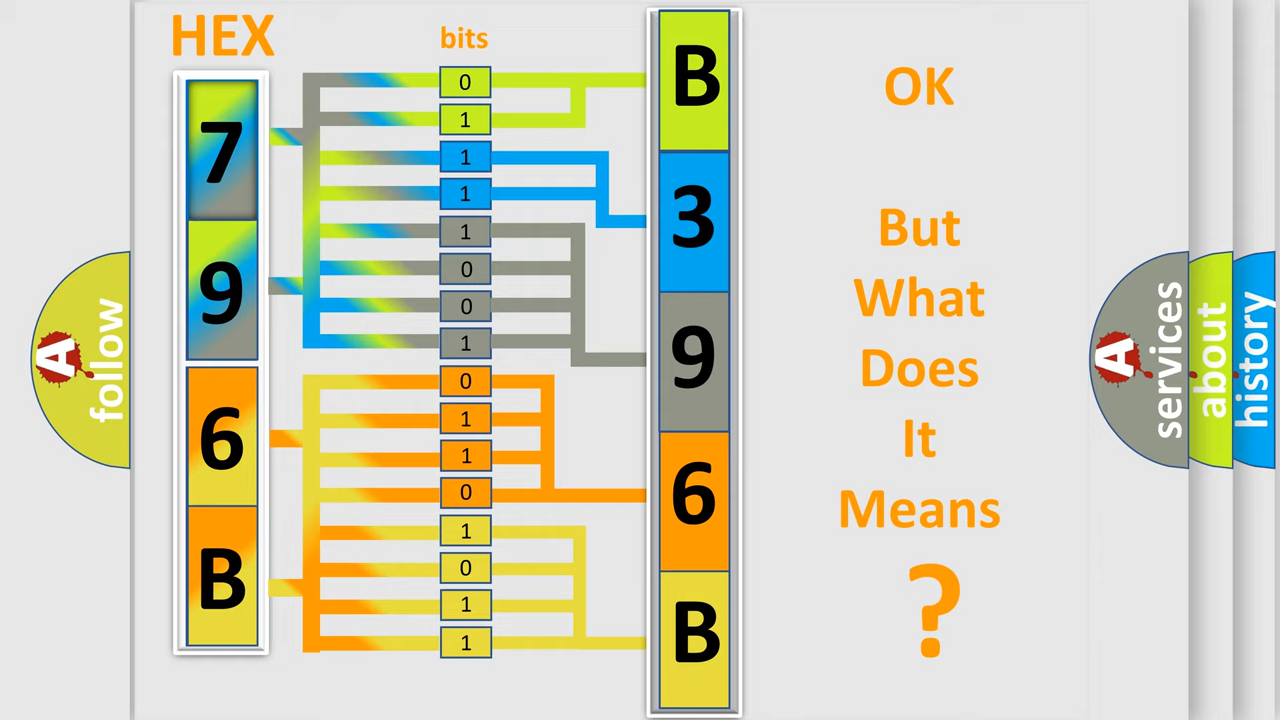 HEX
bits
7
9
6
B
0
1
1
1
1
0
0
1
0
1
1
0
1
0
1
1
B
3
9
6
B
OK
But
What
Does
It
Means
?
A
follow
A
services
about
history